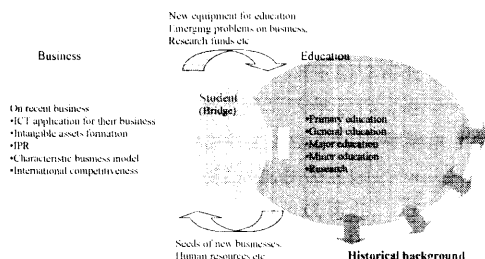 New equipment for education
Emerging problems on business.
Research funds etc
Business
Education
Student
(Bridge)
On recent business
•ICT application for their business
•Intangible assets formation
•IPR
•Characteristic business model
•International competitiveness
•Primary education
•General education
•Major education
•Minor education
•Research
Seeds of new businesses.
Human resources etc
Historical background